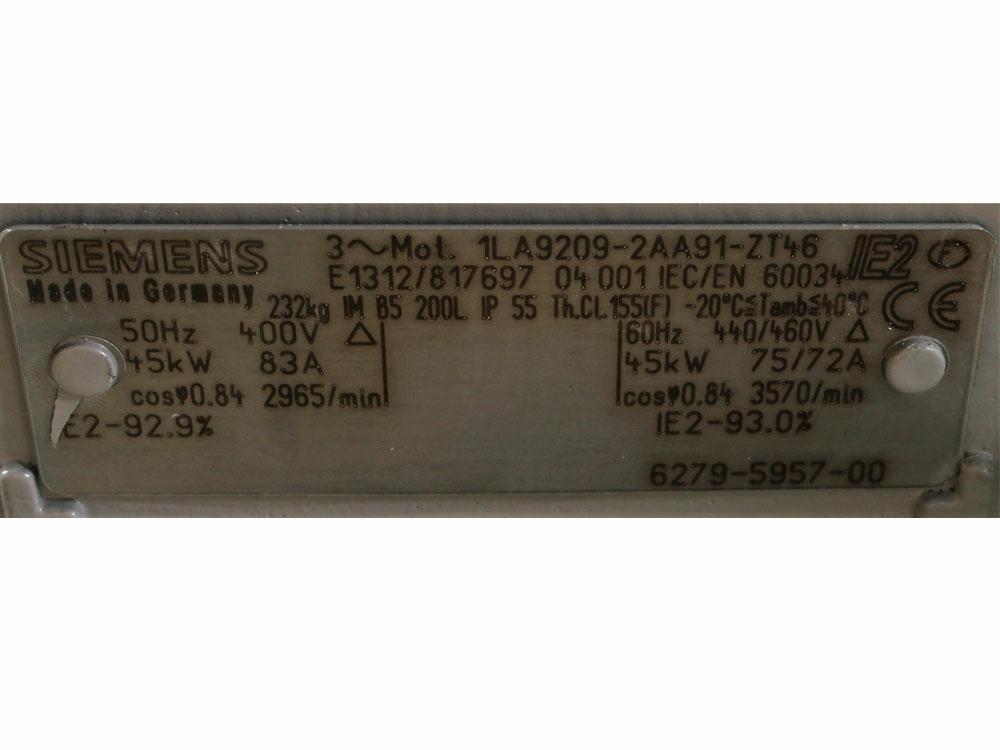 SIEMENS 3~Mot. 1LA9209-2AA91-ZT46 IE2
E1312/817697 04 001 IEC/EN 60034
Made in Germany 232kg IM B5 200L IP 55 Th.Cl.155(F) -20°C≤Tamb≤40°C CE
50Hz 400V △ 60Hz 440/460V △
45kW 83A 45kW 75/72A
cosφ0.84 2965/min cosφ0.84 3570/min
IE2-92.9% IE2-93.0%
6279-5957-00